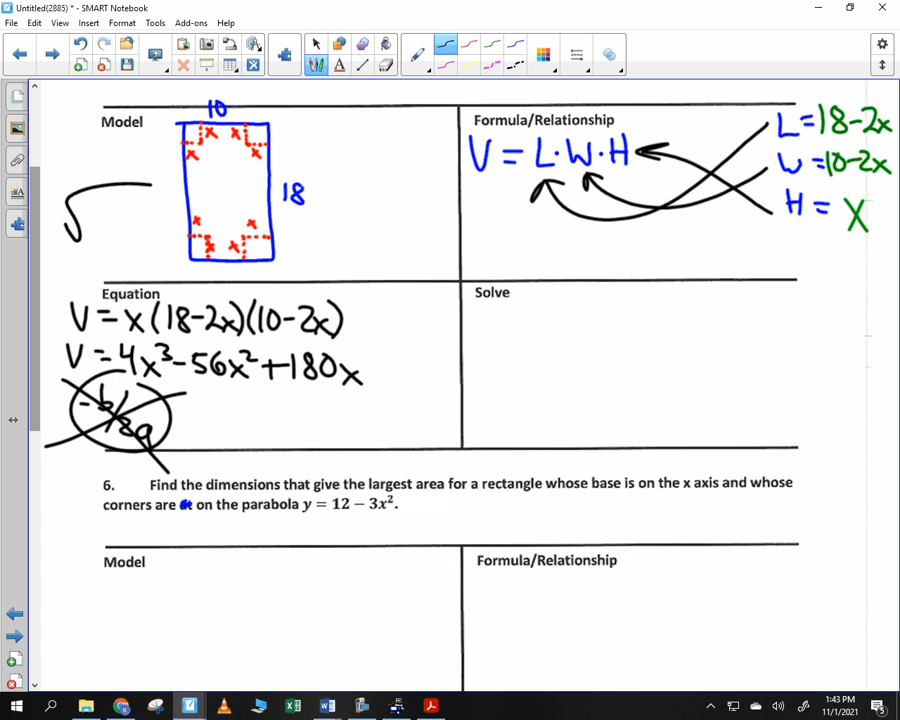 Untitled(2885) * - SMART Notebook
File Edit View Insert Format Tools Add-ons Help
Model
10
x x
x x
18
x x
x x
Formula/Relationship
V = L·W·H
L = 18-2x
W = 10-2x
H = x
Equation
V = x(18-2x)(10-2x)
V = 4x³-56x²+180x
-b/2a
Solve
6. Find the dimensions that give the largest area for a rectangle whose base is on the x axis and whose
corners are on the parabola y = 12 − 3x².
Model
Formula/Relationship
1:43 PM
11/1/2021
5